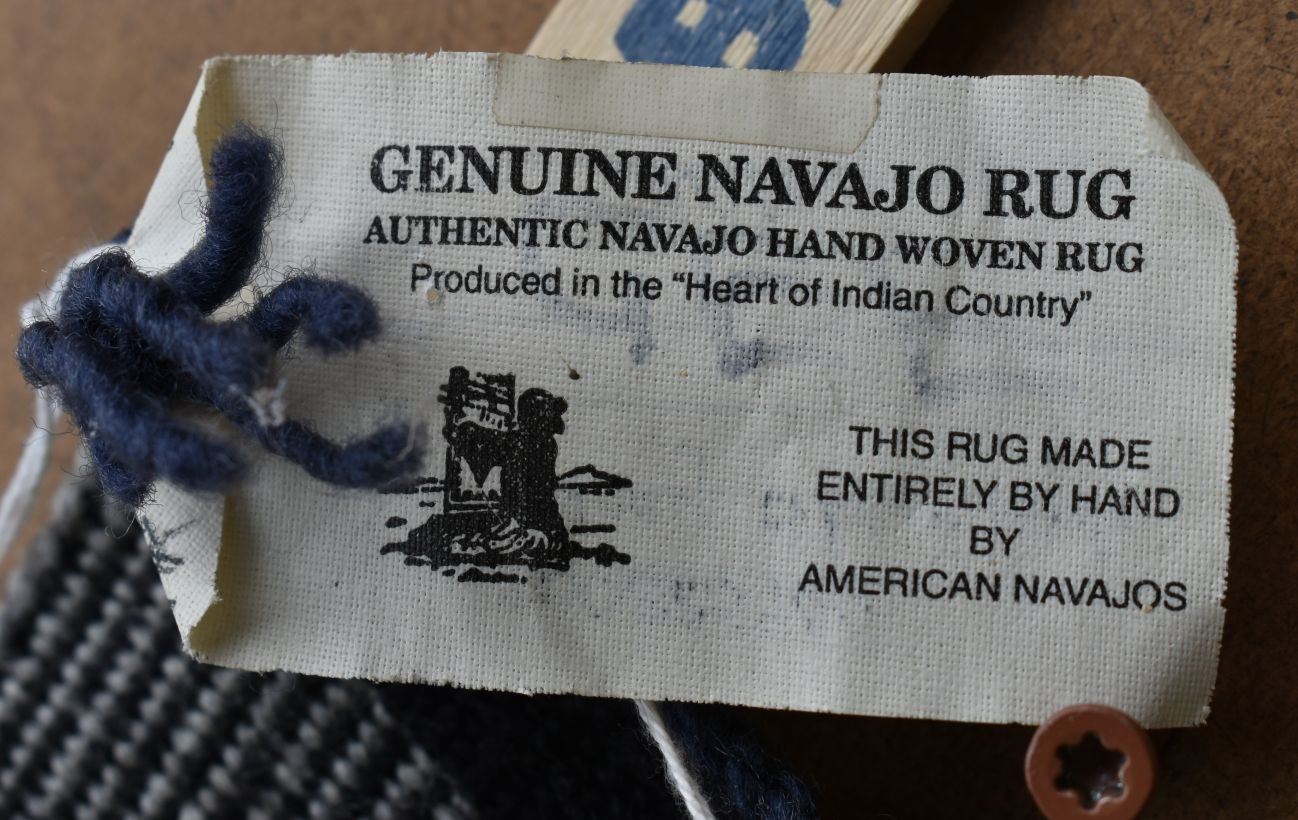 GENUINE NAVAJO RUG
AUTHENTIC NAVAJO HAND WOVEN RUG
Produced in the “Heart of Indian Country”
THIS RUG MADE
ENTIRELY BY HAND
BY
AMERICAN NAVAJOS